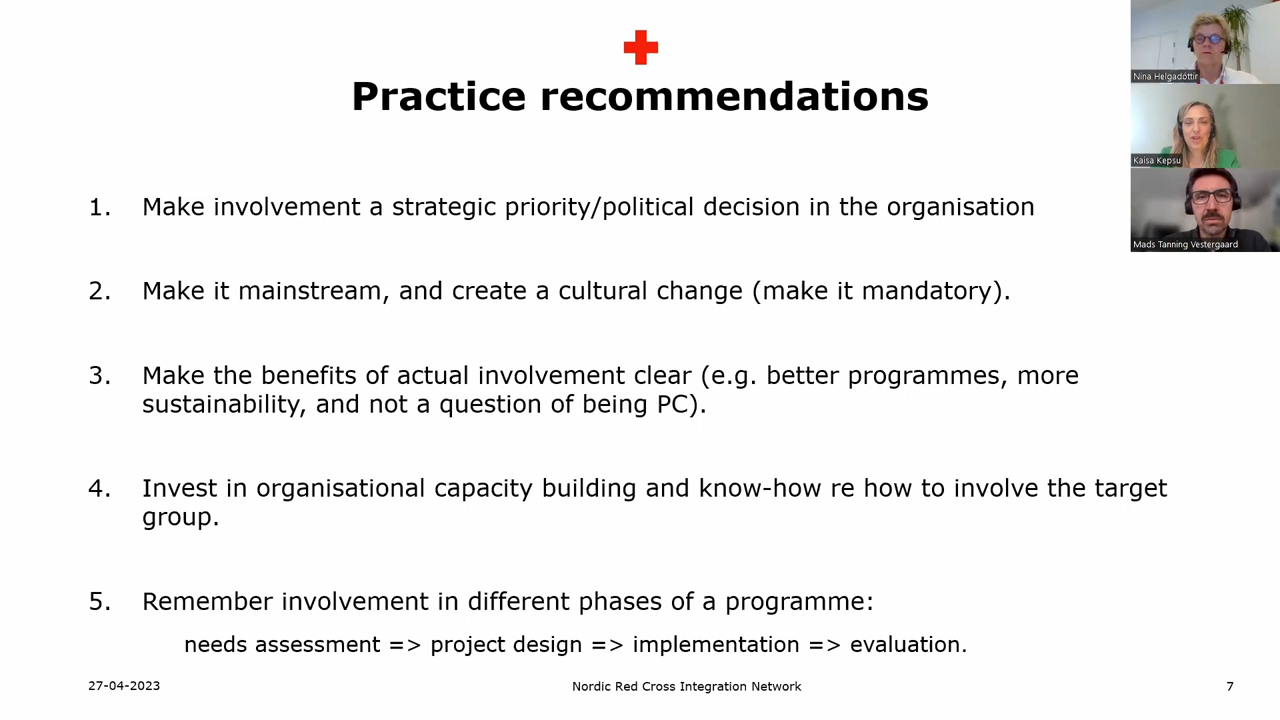 Practice recommendations
1. Make involvement a strategic priority/political decision in the organisation
2. Make it mainstream, and create a cultural change (make it mandatory).
3. Make the benefits of actual involvement clear (e.g. better programmes, more
sustainability, and not a question of being PC).
4. Invest in organisational capacity building and know-how re how to involve the target
group.
5. Remember involvement in different phases of a programme:
needs assessment => project design => implementation => evaluation.
27-04-2023
Nordic Red Cross Integration Network
7
Nina Helgadóttir
Kaisa Kepsu
Mads Tanning Vestergaard